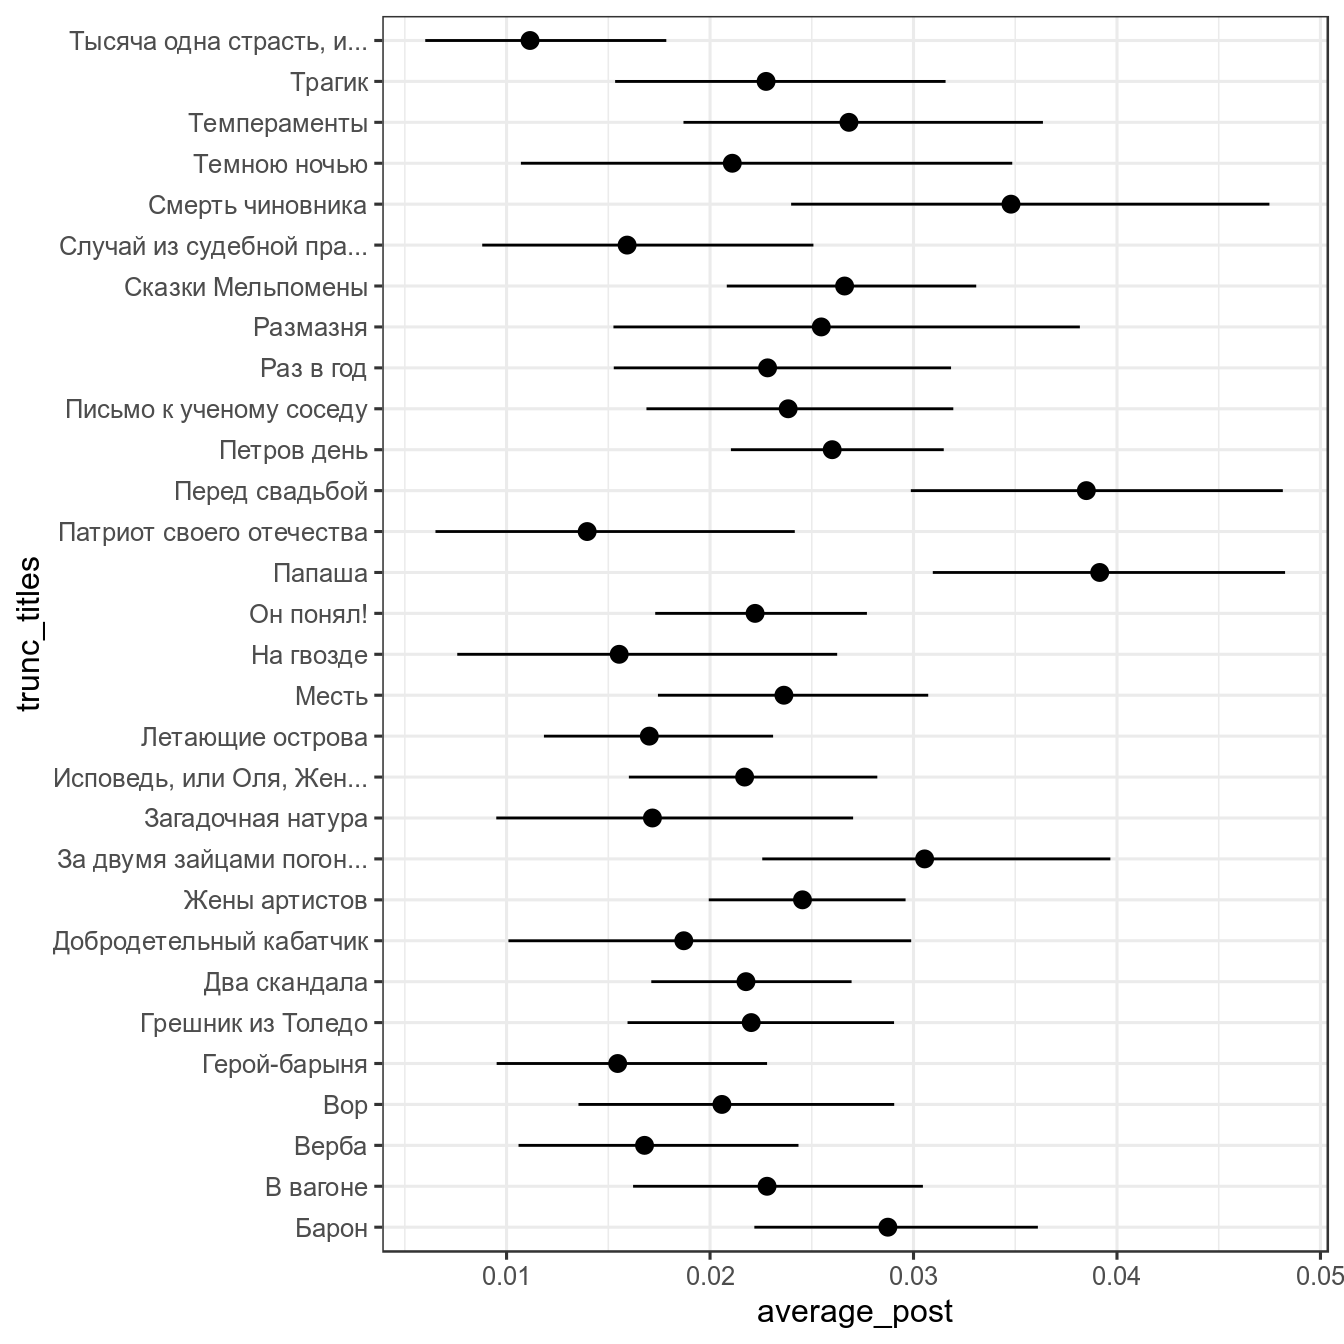 Тысяча одна страсть, и...
Трагик
Темпераменты
Темною ночью
Смерть чиновника
Случай из судебной пра...
Сказки Мельпомены
Размазня
Раз в год
Письмо к ученому соседу
Петров день
Перед свадьбой
Патриот своего отечества
Папаша
Он понял!
На гвозде
Месть
Летающие острова
Исповедь, или Оля, Жен...
Загадочная натура
За двумя зайцами погон...
Жены артистов
Добродетельный кабатчик
Два скандала
Грешник из Толедо
Герой-барыня
Вор
Верба
В вагоне
Барон
trunc_titles
0.01 0.02 0.03 0.04 0.05
average_post